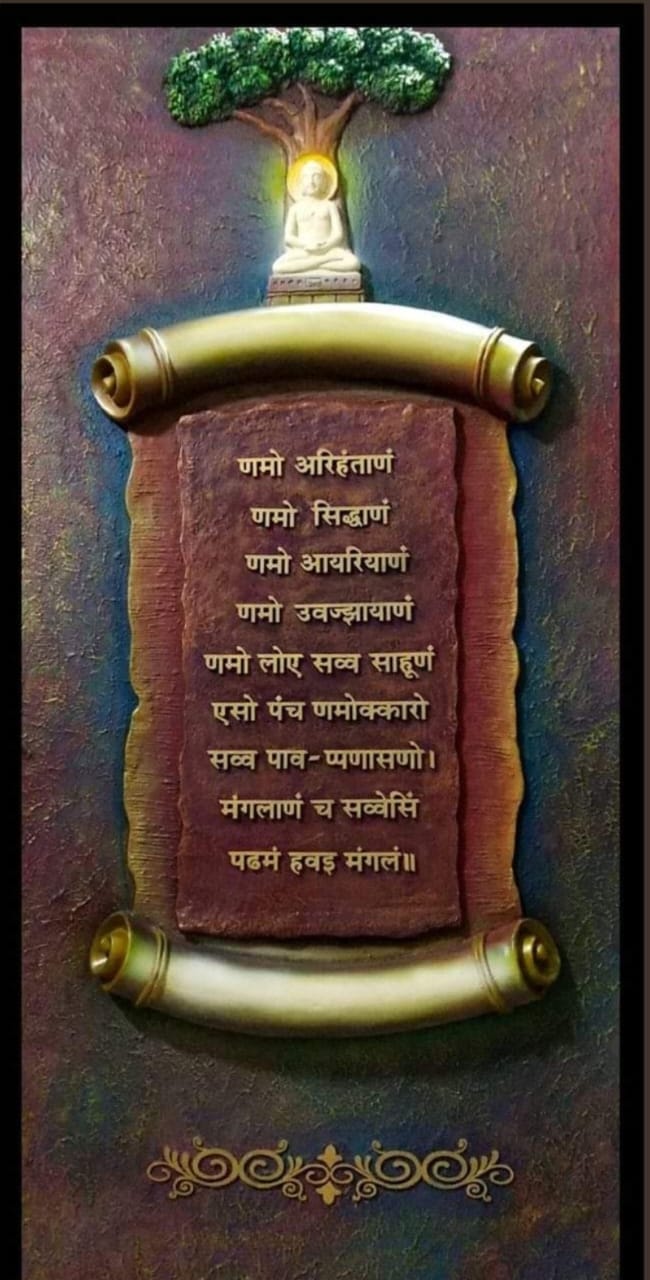 णमो अरिहंताणं
णमो सिद्धाणं
णमो आयरियाणं
णमो उवज्झायाणं
णमो लोए सव्व साहूणं
एसो पंच णमोक्कारो
सव्व पाव-प्पणासणो।
मंगलाणं च सव्वेसिं
पढमं हवइ मंगलं॥